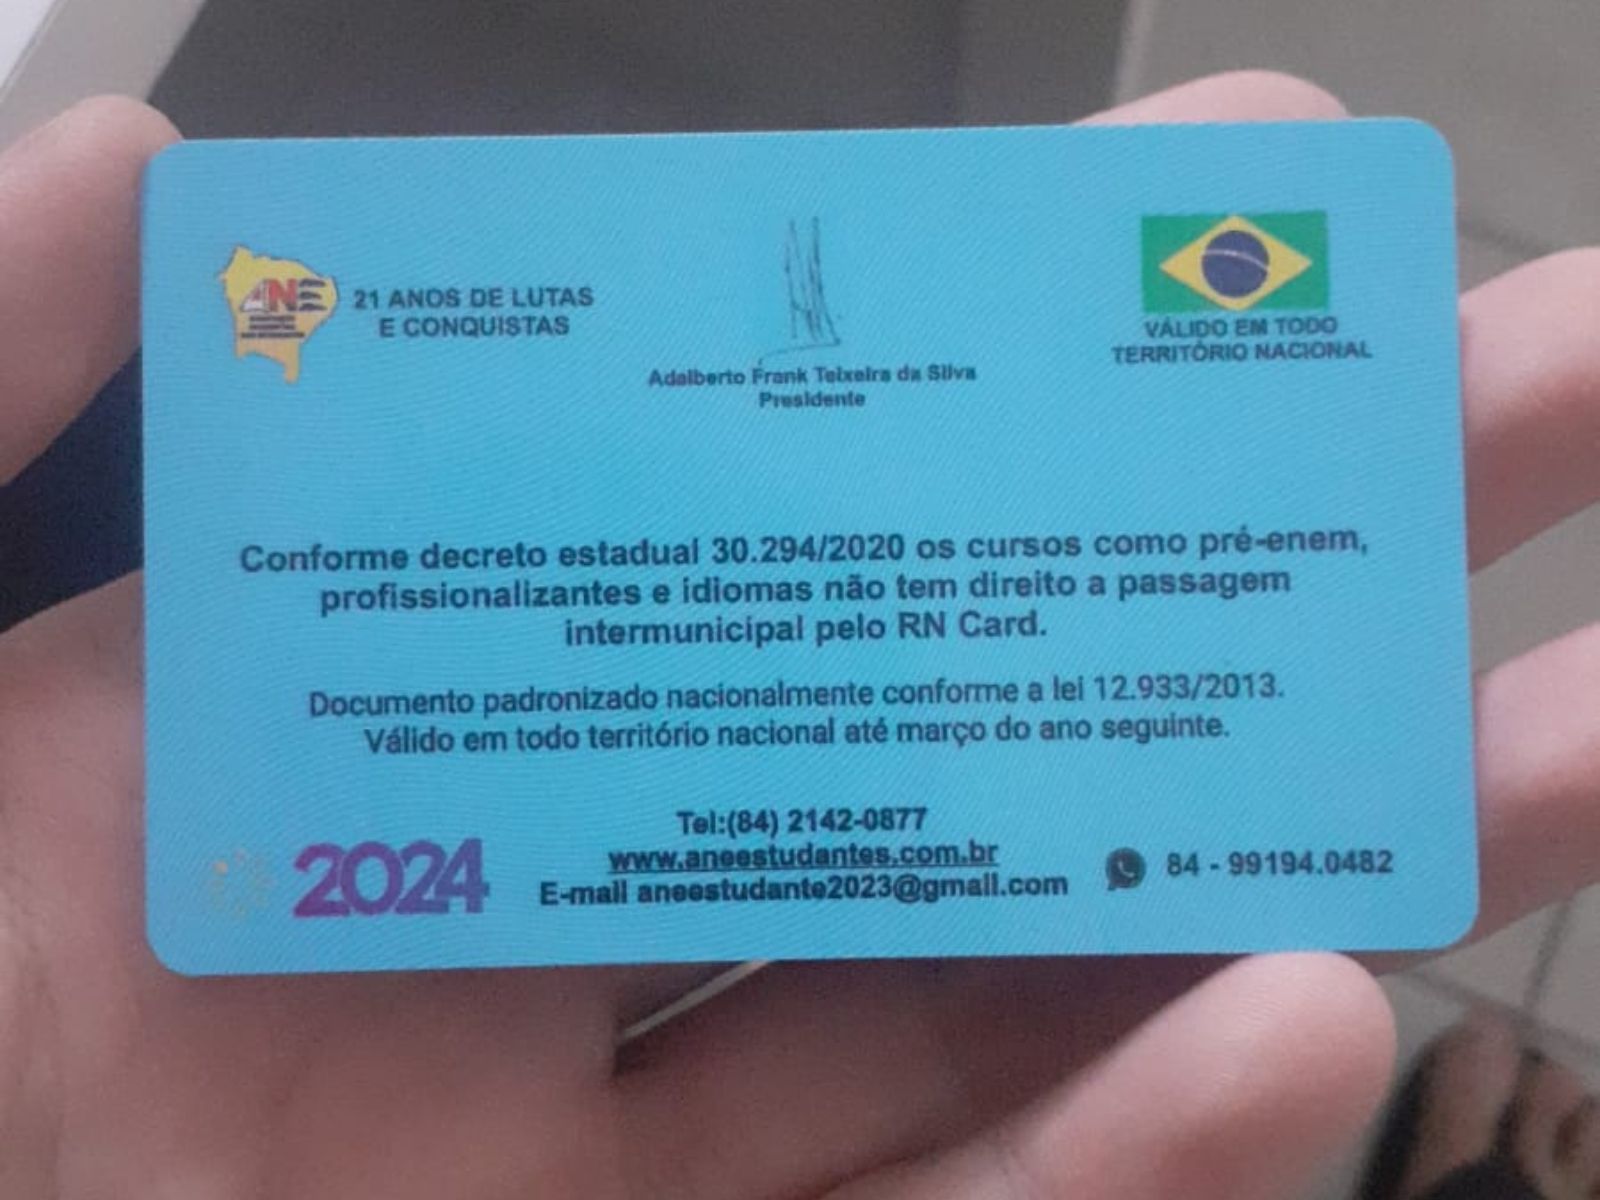 ANE
21 ANOS DE LUTAS
E CONQUISTAS
Adalberto Frank Teixeira da Silva
Presidente
VÁLIDO EM TODO
TERRITÓRIO NACIONAL
Conforme decreto estadual 30.294/2020 os cursos como pré-enem,
profissionalizantes e idiomas não tem direito a passagem
intermunicipal pelo RN Card.
Documento padronizado nacionalmente conforme a lei 12.933/2013.
Válido em todo território nacional até março do ano seguinte.
2024
Tel:(84) 2142-0877
www.aneestudantes.com.br
E-mail aneestudante2023@gmail.com
84 - 99194.0482